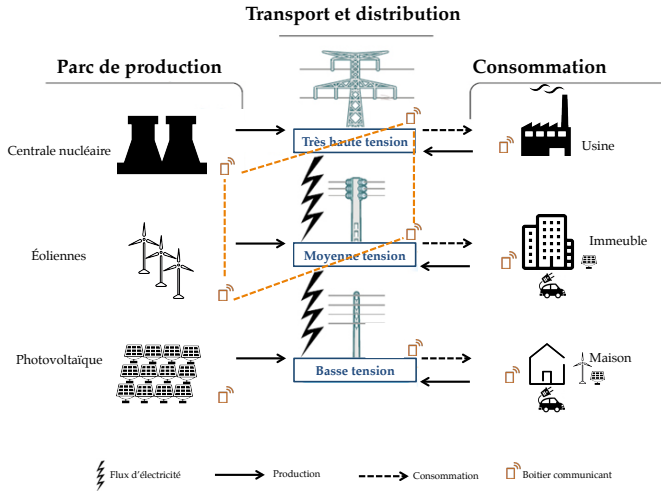 Transport et distribution
Parc de production
Consommation
Centrale nucléaire
Très haute tension
Usine
Éoliennes
Moyenne tension
Immeuble
Photovoltaïque
Basse tension
Maison
Flux d'électricité
Production
Consommation
Boitier communicant